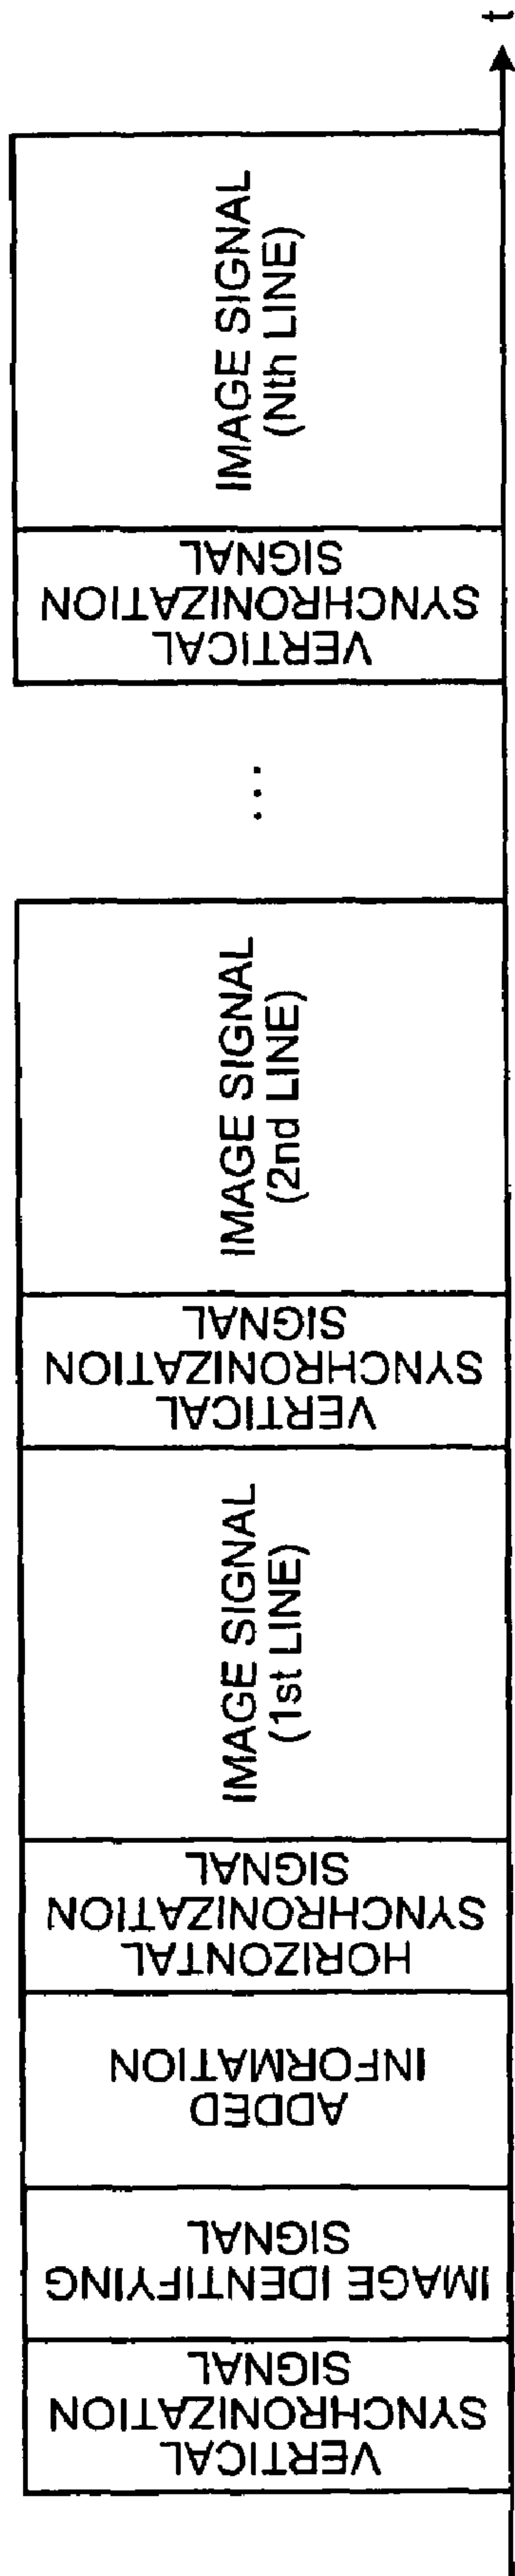 VERTICAL
SYNCHRONIZATION
SIGNAL
IMAGE IDENTIFYING
SIGNAL
ADDED
INFORMATION
HORIZONTAL
SYNCHRONIZATION
SIGNAL
IMAGE SIGNAL
(1st LINE)
VERTICAL
SYNCHRONIZATION
SIGNAL
IMAGE SIGNAL
(2nd LINE)
...
VERTICAL
SYNCHRONIZATION
SIGNAL
IMAGE SIGNAL
(Nth LINE)
t